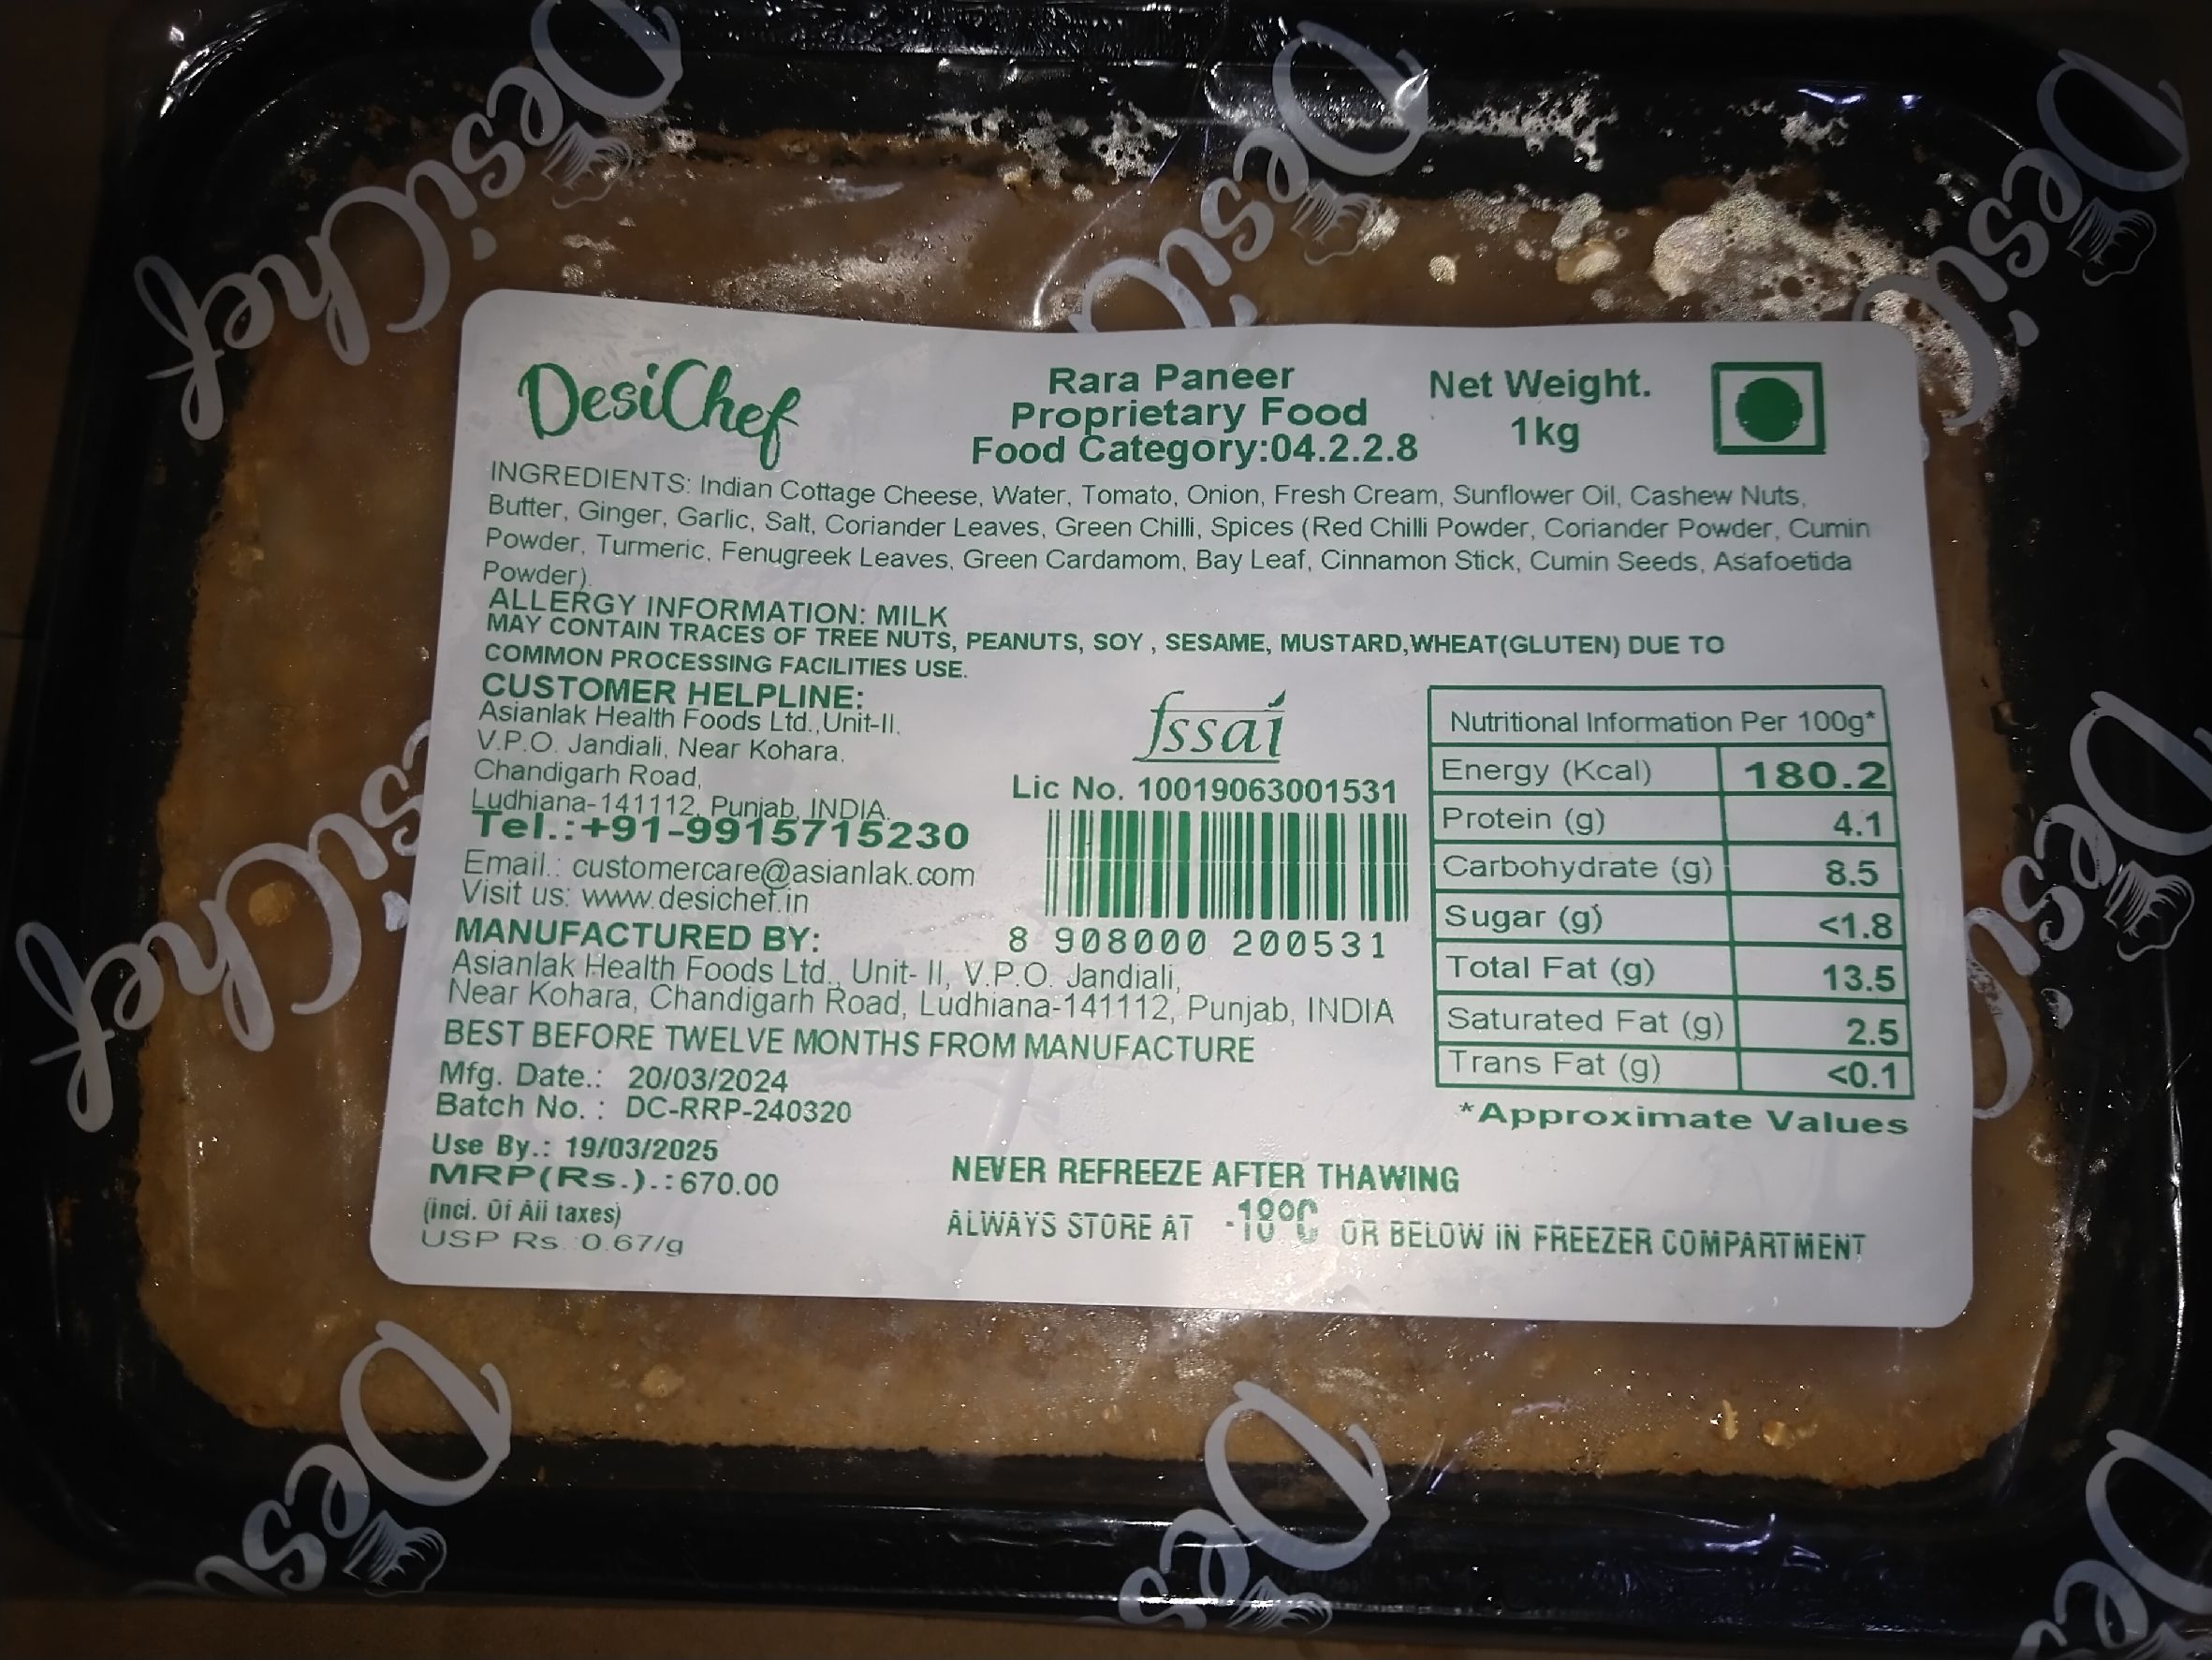 DesiChef
Rara Paneer
Proprietary Food
Food Category:04.2.2.8
Net Weight.
1kg
INGREDIENTS: Indian Cottage Cheese, Water, Tomato, Onion, Fresh Cream, Sunflower Oil, Cashew Nuts,
Butter, Ginger, Garlic, Salt, Coriander Leaves, Green Chilli, Spices (Red Chilli Powder, Coriander Powder, Cumin
Powder, Turmeric, Fenugreek Leaves, Green Cardamom, Bay Leaf, Cinnamon Stick, Cumin Seeds, Asafoetida
Powder).
ALLERGY INFORMATION: MILK
MAY CONTAIN TRACES OF TREE NUTS, PEANUTS, SOY , SESAME, MUSTARD,WHEAT(GLUTEN) DUE TO
COMMON PROCESSING FACILITIES USE.
CUSTOMER HELPLINE:
Asianlak Health Foods Ltd.,Unit-II,
V.P.O. Jandiali, Near Kohara,
Chandigarh Road,
Ludhiana-141112, Punjab, INDIA.
Tel.:+91-9915715230
Email.: customercare@asianlak.com
Visit us: www.desichef.in
fssai
Lic No. 10019063001531
8 908000 200531
MANUFACTURED BY:
Asianlak Health Foods Ltd., Unit- II, V.P.O. Jandiali,
Near Kohara, Chandigarh Road, Ludhiana-141112, Punjab, INDIA
BEST BEFORE TWELVE MONTHS FROM MANUFACTURE
Mfg. Date.: 20/03/2024
Batch No. : DC-RRP-240320
Use By.: 19/03/2025
MRP(Rs.).:670.00
(incl. Of All taxes)
USP Rs. :0.67/g
Nutritional Information Per 100g*
Energy (Kcal) 180.2
Protein (g) 4.1
Carbohydrate (g) 8.5
Sugar (g) <1.8
Total Fat (g) 13.5
Saturated Fat (g) 2.5
Trans Fat (g) <0.1
*Approximate Values
NEVER REFREEZE AFTER THAWING
ALWAYS STORE AT -18°C OR BELOW IN FREEZER COMPARTMENT
DesiChef
DesiC
DesiC
siChef
DesiC
Desi
Des
Des